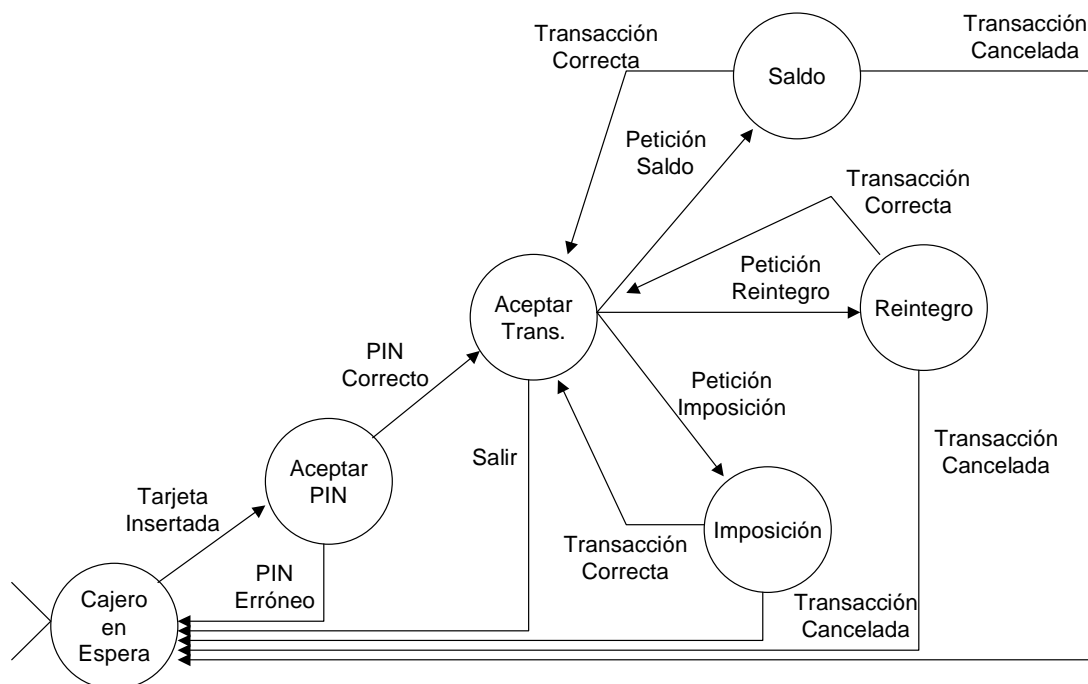 Transacción
Correcta
Saldo
Transacción
Cancelada
Petición
Saldo
Transacción
Correcta
Aceptar
Trans.
Petición
Reintegro
Reintegro
PIN
Correcto
Petición
Imposición
Salir
Transacción
Cancelada
Aceptar
PIN
Tarjeta
Insertada
Imposición
Transacción
Correcta
PIN
Erróneo
Cajero
en
Espera
Transacción
Cancelada